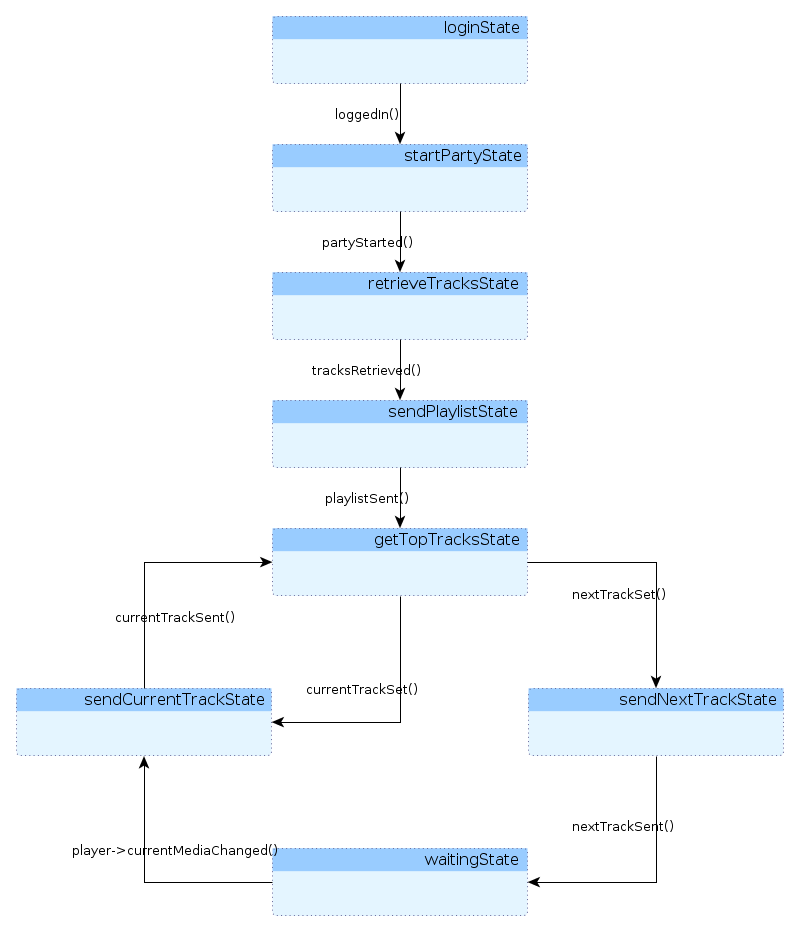 loginState
loggedIn()
startPartyState
partyStarted()
retrieveTracksState
tracksRetrieved()
sendPlaylistState
playlistSent()
getTopTracksState
nextTrackSet()
currentTrackSent()
currentTrackSet()
sendCurrentTrackState
sendNextTrackState
nextTrackSent()
player->currentMediaChanged()
waitingState